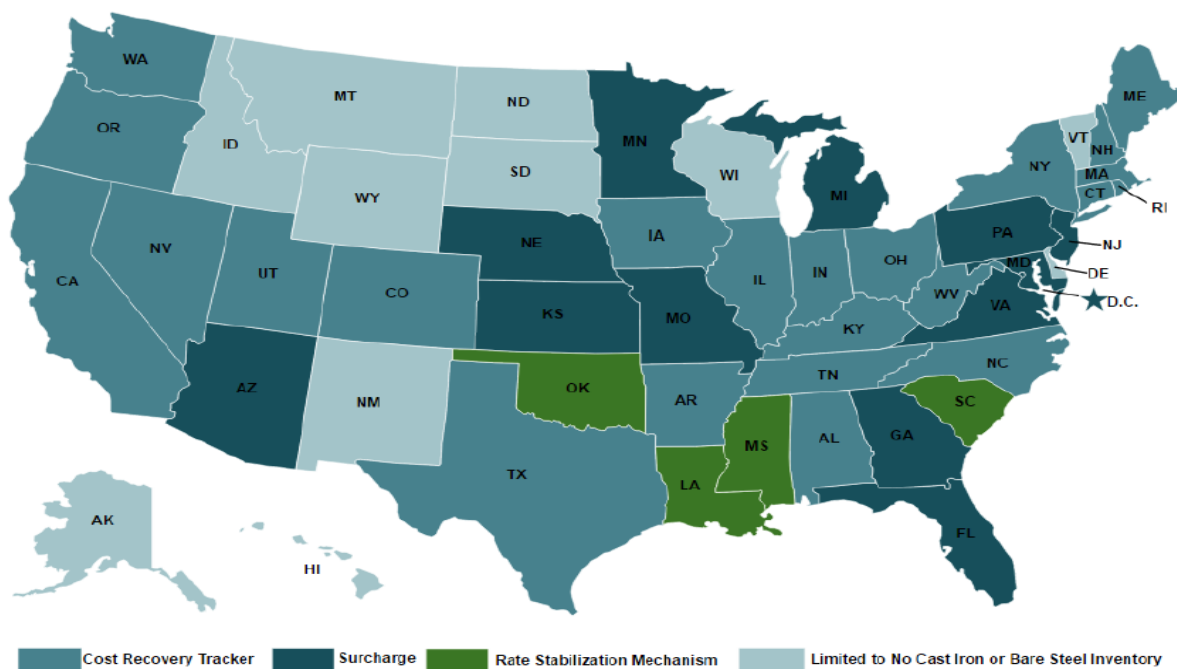 WA
ME
MT
ND
VT
MN
OR
NH
ID
NY
MA
SD
WI
CT
MI
WY
RI
PA
IA
NE
NJ
NV
OH
IN
MD
UT
IL
DE
CA
CO
WV
D.C.
VA
KS
MO
KY
NC
TN
AZ
OK
AR
SC
NM
GA
MS
AL
TX
LA
AK
FL
HI
Cost Recovery Tracker
Surcharge
Rate Stabilization Mechanism
Limited to No Cast Iron or Bare Steel Inventory